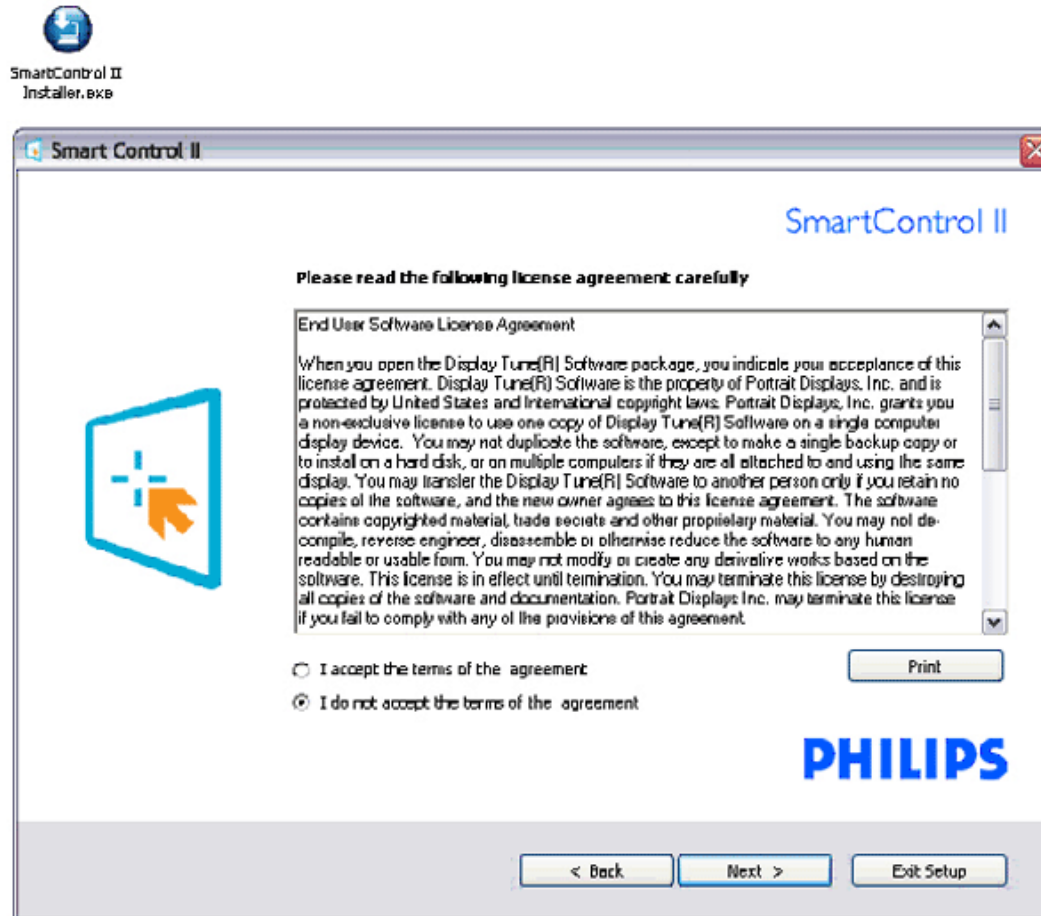 SmartControl II
Installer.exe
Smart Control II
SmartControl II
Please read the following license agreement carefully
End User Software License Agreement
When you open the Display Tune(R) Software package, you indicate your acceptance of this
license agreement. Display Tune(R) Software is the property of Portrait Displays, Inc. and is
protected by United States and International copyright laws. Portrait Displays, Inc. grants you
a non-exclusive license to use one copy of Display Tune(R) Software on a single computer
display device. You may not duplicate the software, except to make a single backup copy or
to install on a hard disk, or on multiple computers if they are all attached to and using the same
display. You may transfer the Display Tune(R) Software to another person only if you retain no
copies of the software, and the new owner agrees to this license agreement. The software
contains copyrighted material, trade secrets and other proprietary material. You may not de-
compile, reverse engineer, disassemble or otherwise reduce the software to any human
readable or usable form. You may not modify or create any derivative works based on the
software. This license is in effect until termination. You may terminate this license by destroying
all copies of the software and documentation. Portrait Displays Inc. may terminate this license
if you fail to comply with any of the provisions of this agreement.
I accept the terms of the agreement
Print
I do not accept the terms of the agreement
PHILIPS
< Back
Next >
Exit Setup